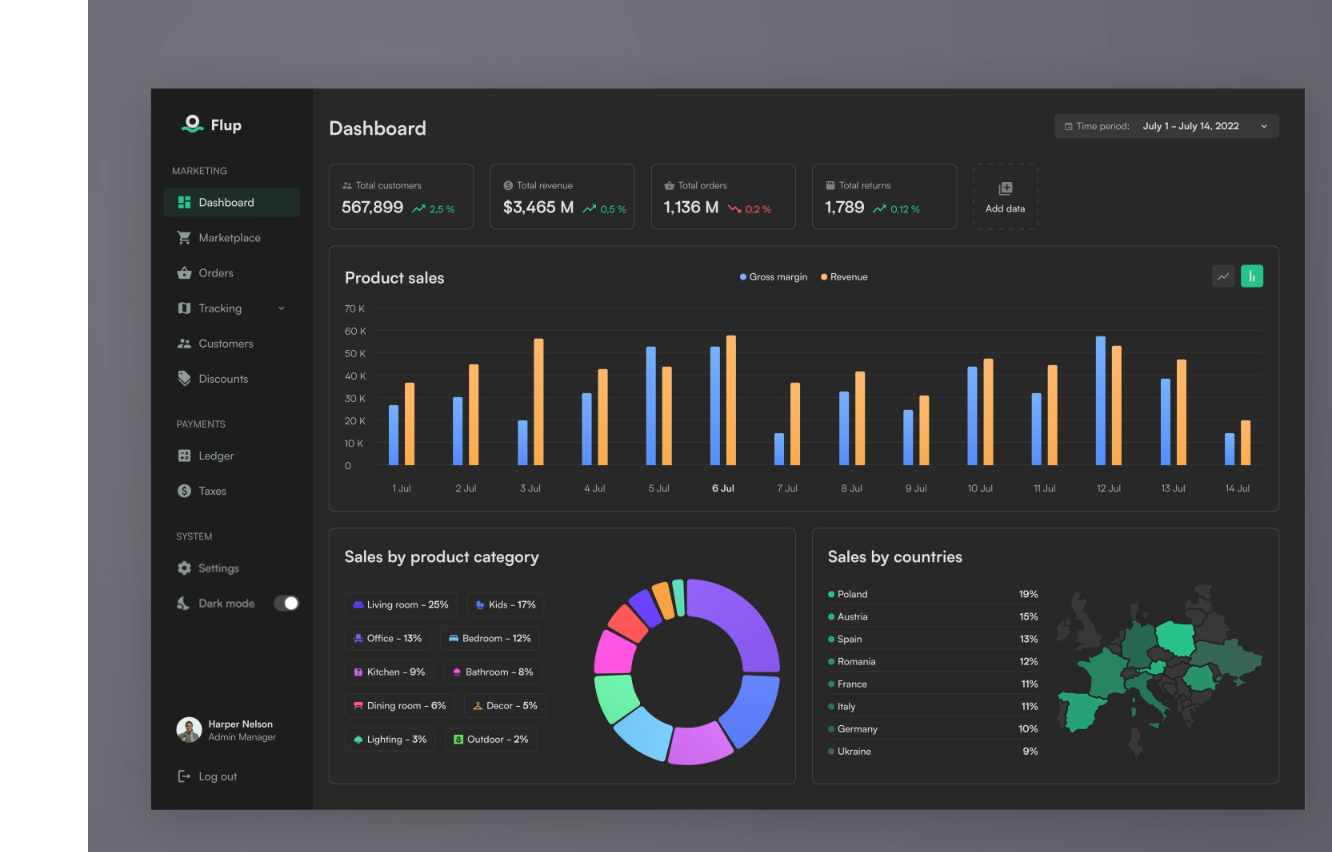 Flup
MARKETING
Dashboard
Marketplace
Orders
Tracking
Customers
Discounts
PAYMENTS
Ledger
Taxes
SYSTEM
Settings
Dark mode
Harper Nelson
Admin Manager
Log out
Dashboard
Time period: July 1 – July 14, 2022
Total customers
567,899 2,5 %
Total revenue
$3,465 M 0,5 %
Total orders
1,136 M 0,2 %
Total returns
1,789 0,12 %
Add data
Product sales
Gross margin Revenue
70 K
60 K
50 K
40 K
30 K
20 K
10 K
0
1 Jul 2 Jul 3 Jul 4 Jul 5 Jul 6 Jul 7 Jul 8 Jul 9 Jul 10 Jul 11 Jul 12 Jul 13 Jul 14 Jul
Sales by product category
Living room – 25% Kids – 17%
Office – 13% Bedroom – 12%
Kitchen – 9% Bathroom – 8%
Dining room – 6% Decor – 5%
Lighting – 3% Outdoor – 2%
Sales by countries
Poland 19%
Austria 15%
Spain 13%
Romania 12%
France 11%
Italy 11%
Germany 10%
Ukraine 9%